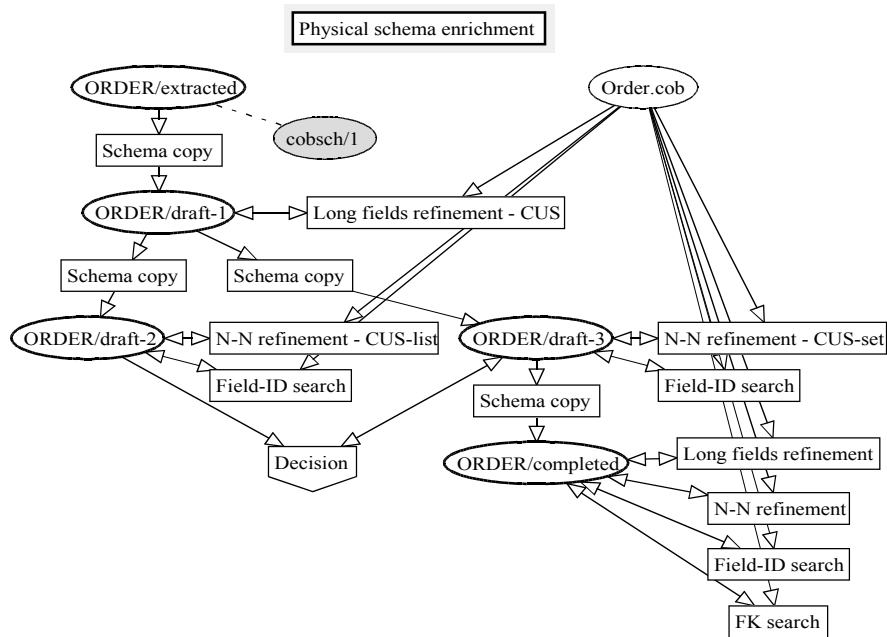 Physical schema enrichment
ORDER/extracted
Order.cob
cobsch/1
Schema copy
ORDER/draft-1
Long fields refinement - CUS
Schema copy
Schema copy
ORDER/draft-2
N-N refinement - CUS-list
ORDER/draft-3
N-N refinement - CUS-set
Field-ID search
Field-ID search
Schema copy
Decision
ORDER/completed
Long fields refinement
N-N refinement
Field-ID search
FK search